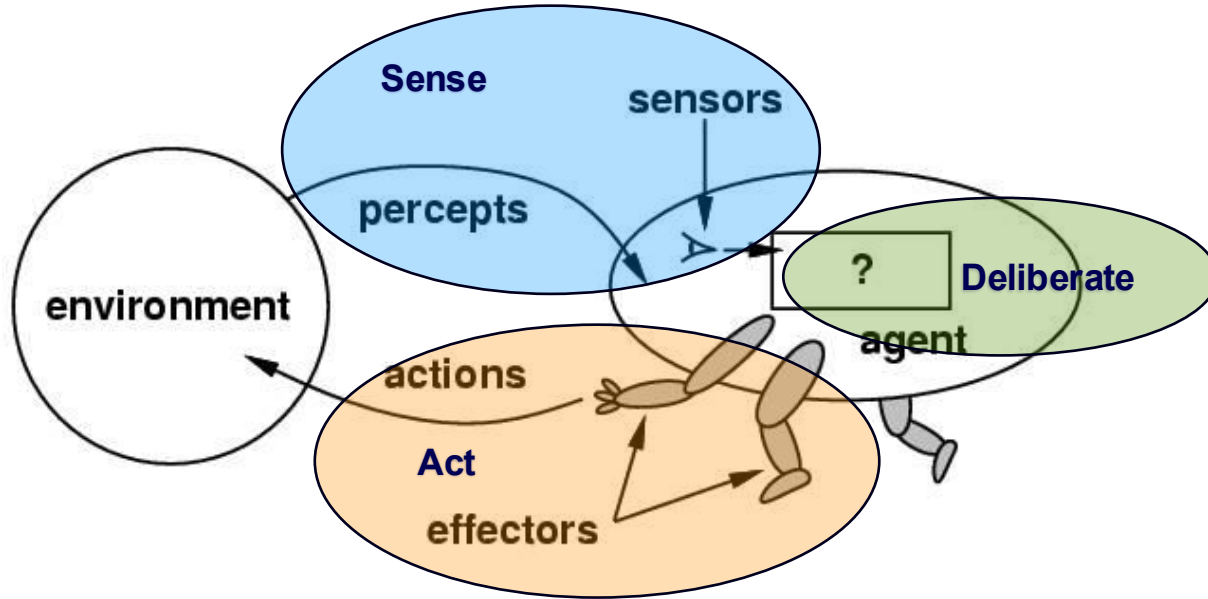 Sense
sensors
percepts
environment
?
Deliberate
agent
actions
Act
effectors